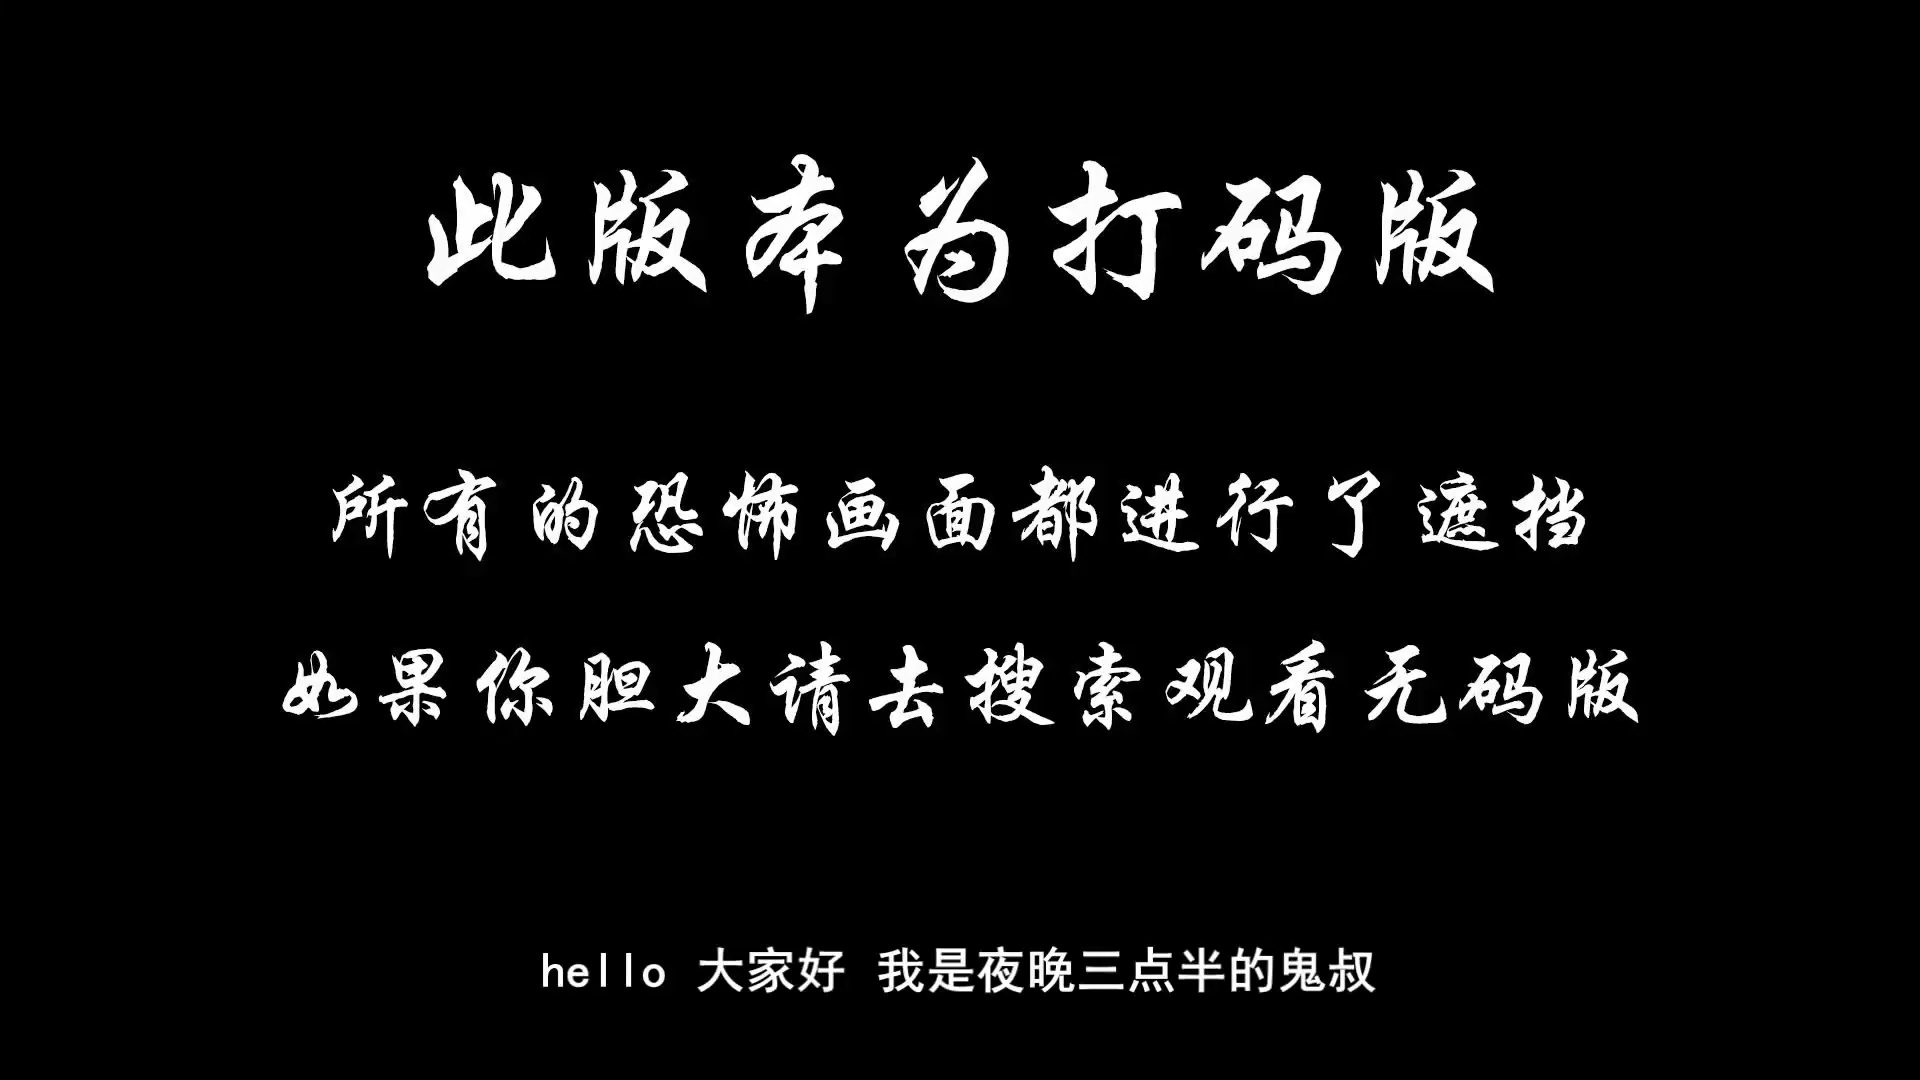 此版本为打码版
所有的恐怖画面都进行了遮挡
如果你胆大请去搜索观看无码版
hello 大家好 我是夜晚三点半的鬼叔